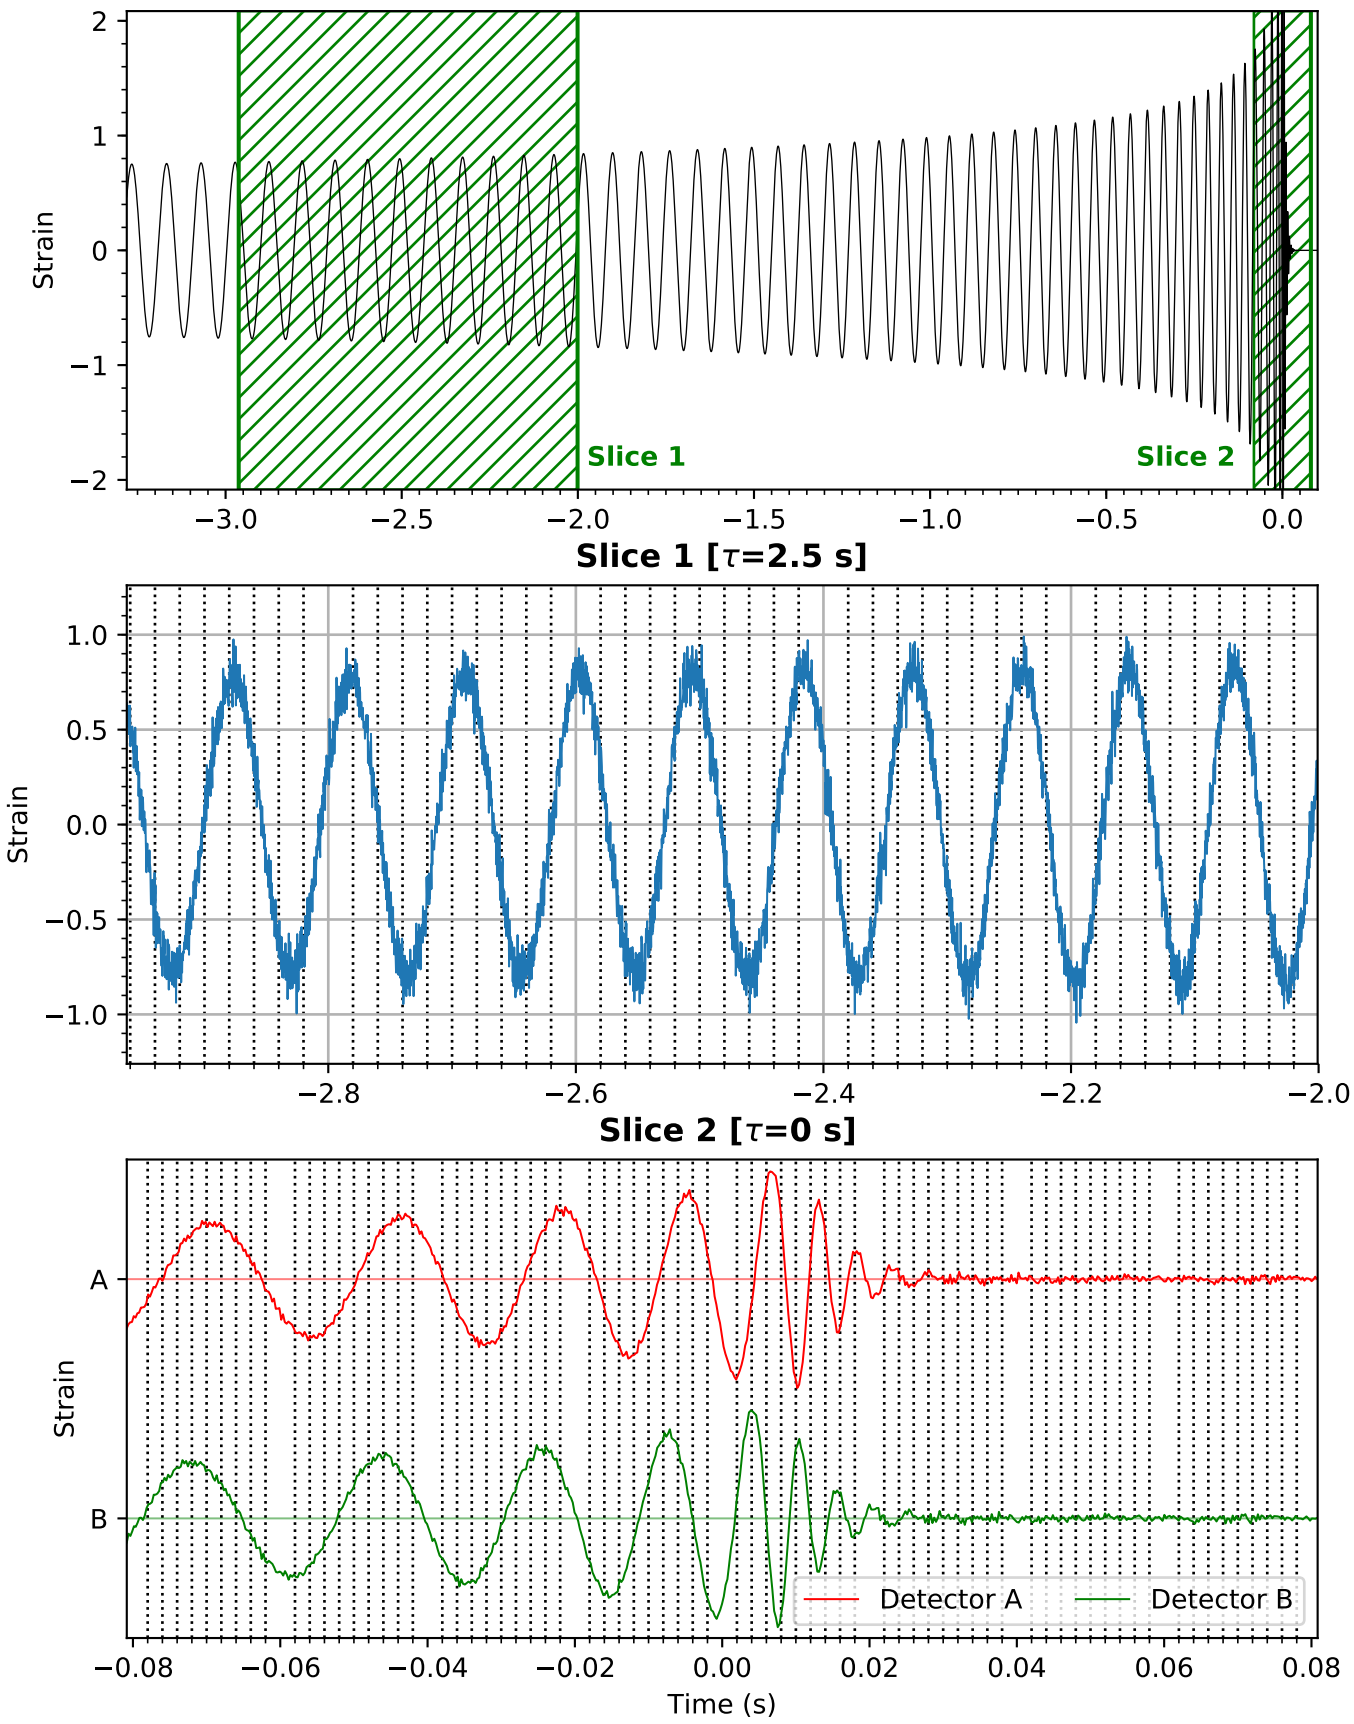 2
1
0
−1
−2
Strain
Slice 1
Slice 2
−3.0 −2.5 −2.0 −1.5 −1.0 −0.5 0.0
Slice 1 [τ=2.5 s]
1.0
0.5
0.0
−0.5
−1.0
Strain
−2.8 −2.6 −2.4 −2.2 −2.0
Slice 2 [τ=0 s]
A
B
Strain
Detector A Detector B
−0.08 −0.06 −0.04 −0.02 0.00 0.02 0.04 0.06 0.08
Time (s)